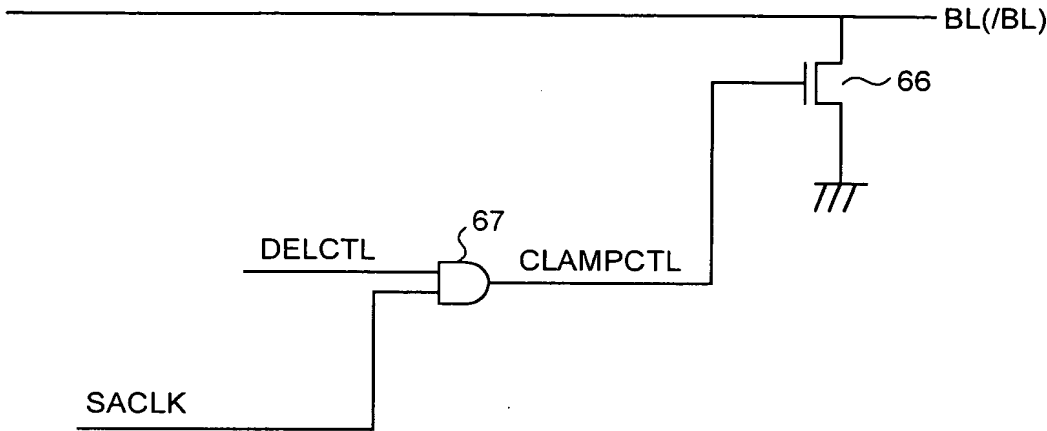 BL(/BL)
66
67
DELCTL
CLAMPCTL
SACLK